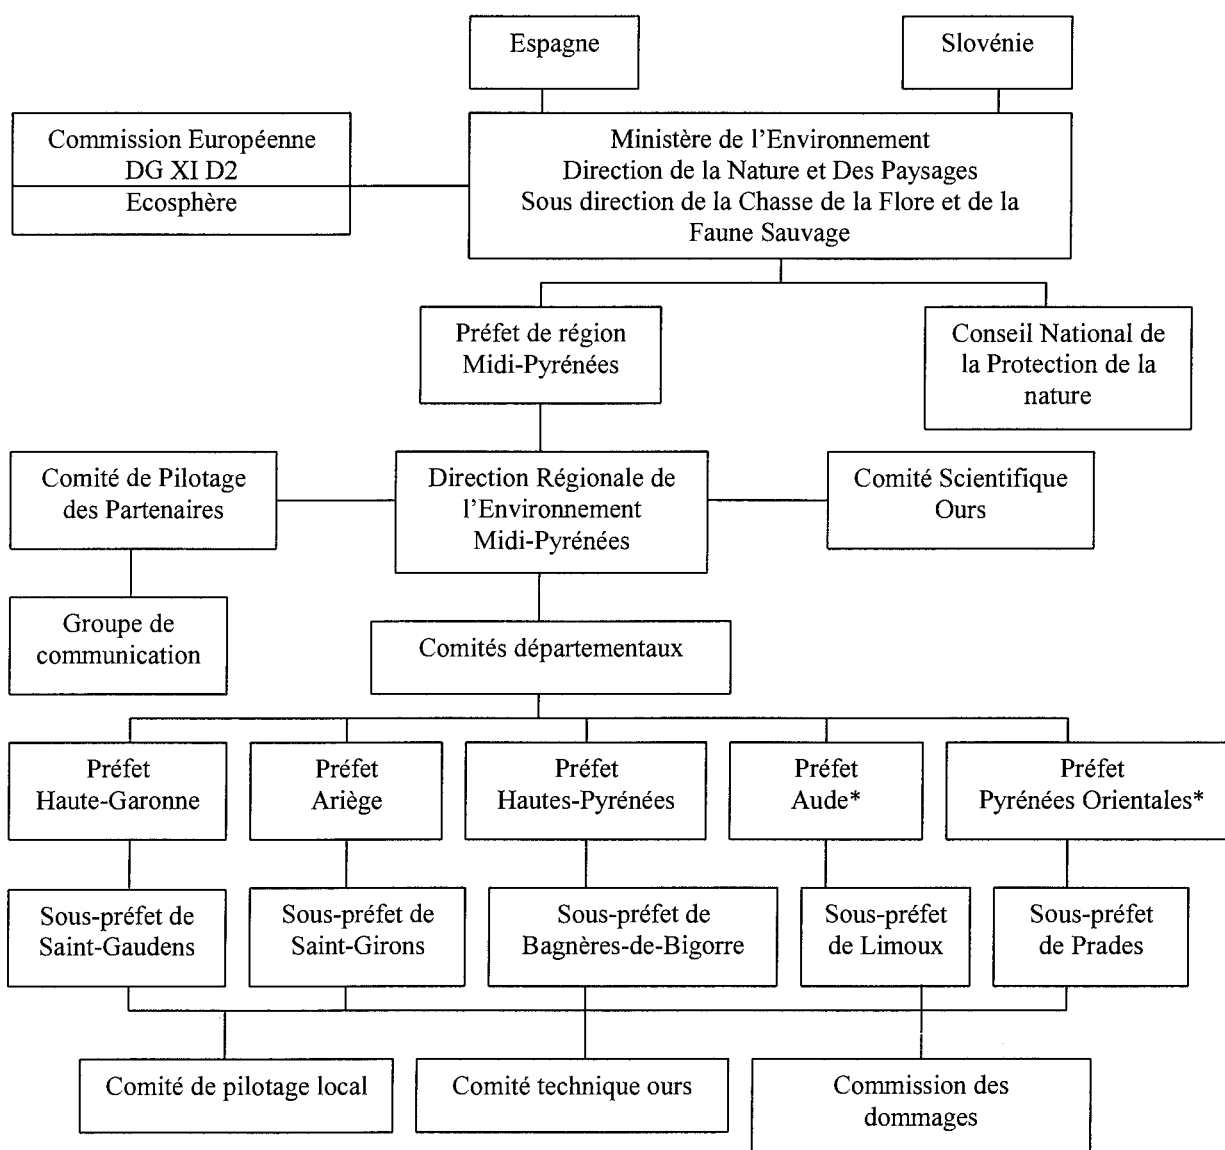 Espagne
Slovénie
Commission Européenne
DG XI D2
Ecosphère
Ministère de l'Environnement
Direction de la Nature et Des Paysages
Sous direction de la Chasse de la Flore et de la
Faune Sauvage
Préfet de région
Midi-Pyrénées
Conseil National de
la Protection de la
nature
Comité de Pilotage
des Partenaires
Direction Régionale de
l'Environnement
Midi-Pyrénées
Comité Scientifique
Ours
Groupe de
communication
Comités départementaux
Préfet
Haute-Garonne
Préfet
Ariège
Préfet
Hautes-Pyrénées
Préfet
Aude*
Préfet
Pyrénées Orientales*
Sous-préfet de
Saint-Gaudens
Sous-préfet de
Saint-Girons
Sous-préfet de
Bagnères-de-Bigorre
Sous-préfet
de Limoux
Sous-préfet
de Prades
Comité de pilotage local
Comité technique ours
Commission des
dommages